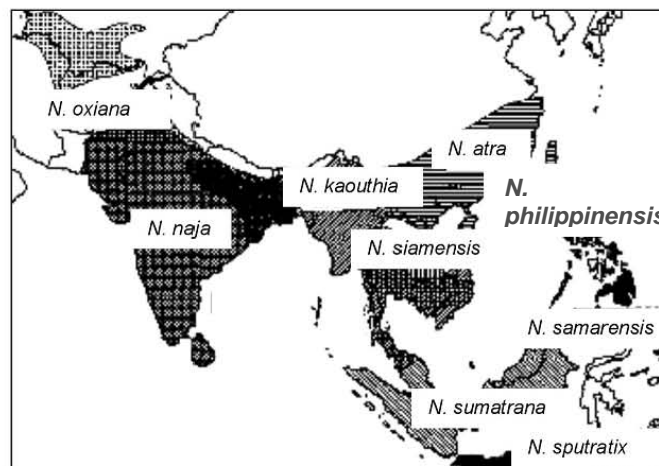 N. oxiana
N. atra
N. kaouthia
N.
philippinensis
N. naja
N. siamensis
N. samarensis
N. sumatrana
N. sputratix